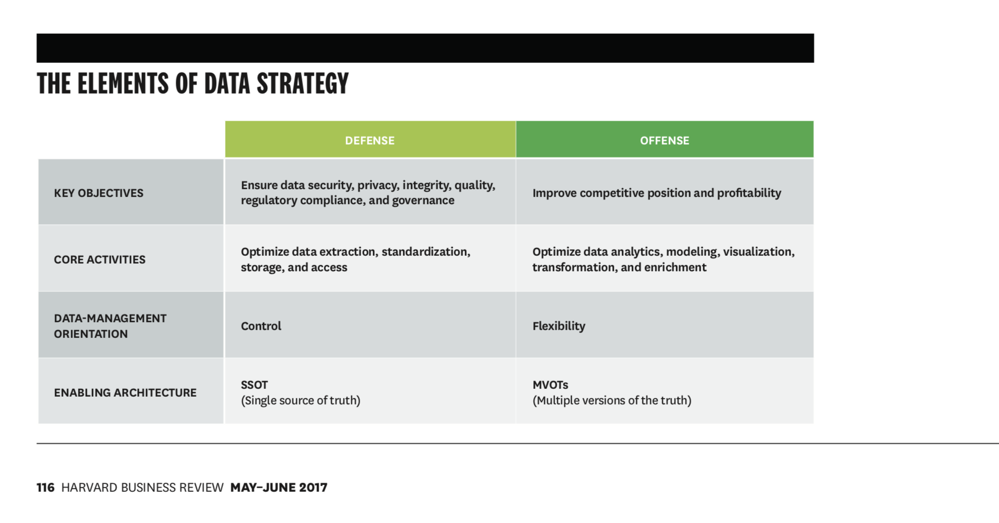 THE ELEMENTS OF DATA STRATEGY
DEFENSE
OFFENSE
KEY OBJECTIVES
Ensure data security, privacy, integrity, quality,
regulatory compliance, and governance
Improve competitive position and profitability
CORE ACTIVITIES
Optimize data extraction, standardization,
storage, and access
Optimize data analytics, modeling, visualization,
transformation, and enrichment
DATA-MANAGEMENT
ORIENTATION
Control
Flexibility
ENABLING ARCHITECTURE
SSOT
(Single source of truth)
MVOTs
(Multiple versions of the truth)
116 HARVARD BUSINESS REVIEW MAY–JUNE 2017